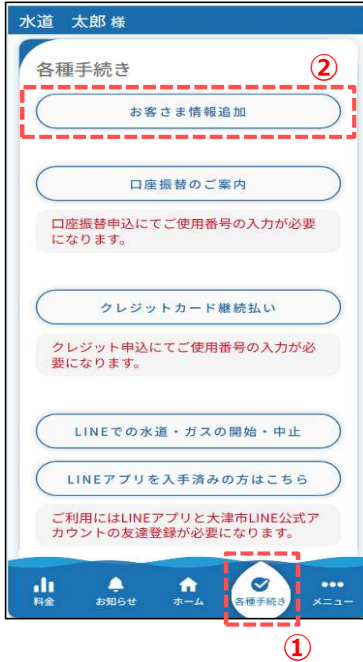 水道　太郎 様
各種手続き
②
お客さま情報追加
口座振替のご案内
口座振替申込にてご使用番号の入力が必要
になります。
クレジットカード継続払い
クレジット申込にてご使用番号の入力が必
要になります。
LINEでの水道・ガスの開始・中止
LINEアプリを入手済みの方はこちら
ご利用にはLINEアプリと大津市LINE公式ア
カウントの友達登録が必要になります。
料金　お知らせ　ホーム　各種手続き　メニュー
①